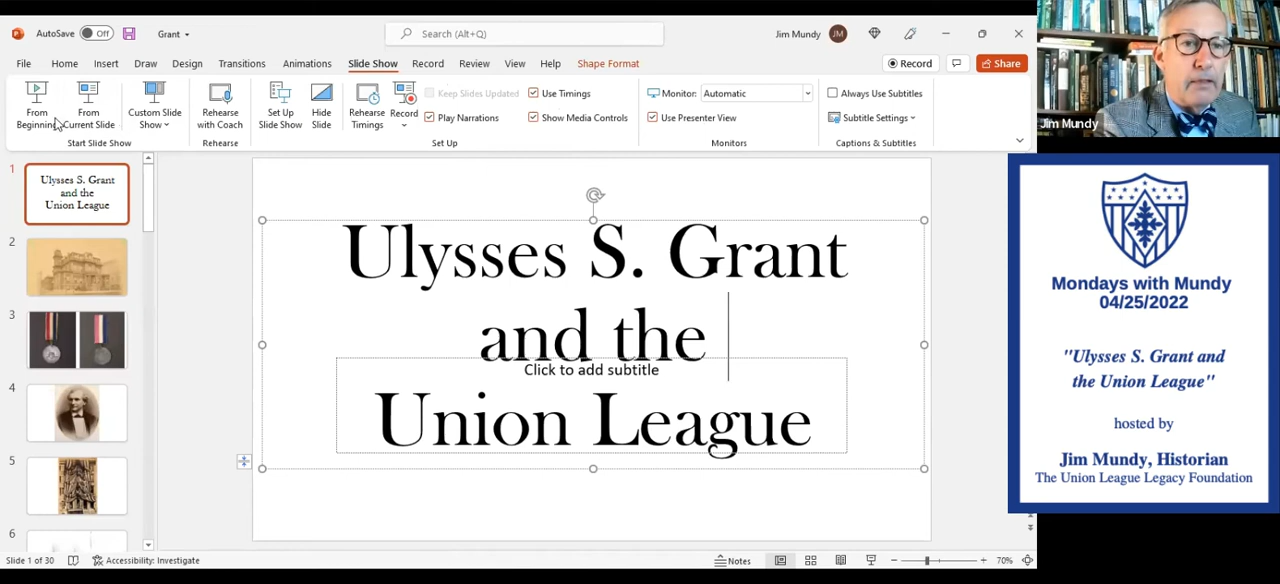 AutoSave Off Grant Search (Alt+Q) Jim Mundy JM
File Home Insert Draw Design Transitions Animations Slide Show Record Review View Help Shape Format Record Share
From Beginning
From Current Slide
Custom Slide Show
Rehearse with Coach
Set Up Slide Show
Hide Slide
Rehearse Timings
Record
Keep Slides Updated
Play Narrations
Use Timings
Show Media Controls
Monitor: Automatic
Use Presenter View
Always Use Subtitles
Subtitle Settings
Start Slide Show Rehearse Set Up Monitors Captions & Subtitles
Jim Mundy
1
Ulysses S. Grant
and the
Union League
2
3
4
5
6
Ulysses S. Grant
and the
Click to add subtitle
Union League
Mondays with Mundy
04/25/2022
"Ulysses S. Grant and
the Union League"
hosted by
Jim Mundy, Historian
The Union League Legacy Foundation
Slide 1 of 30 Accessibility: Investigate Notes 70%